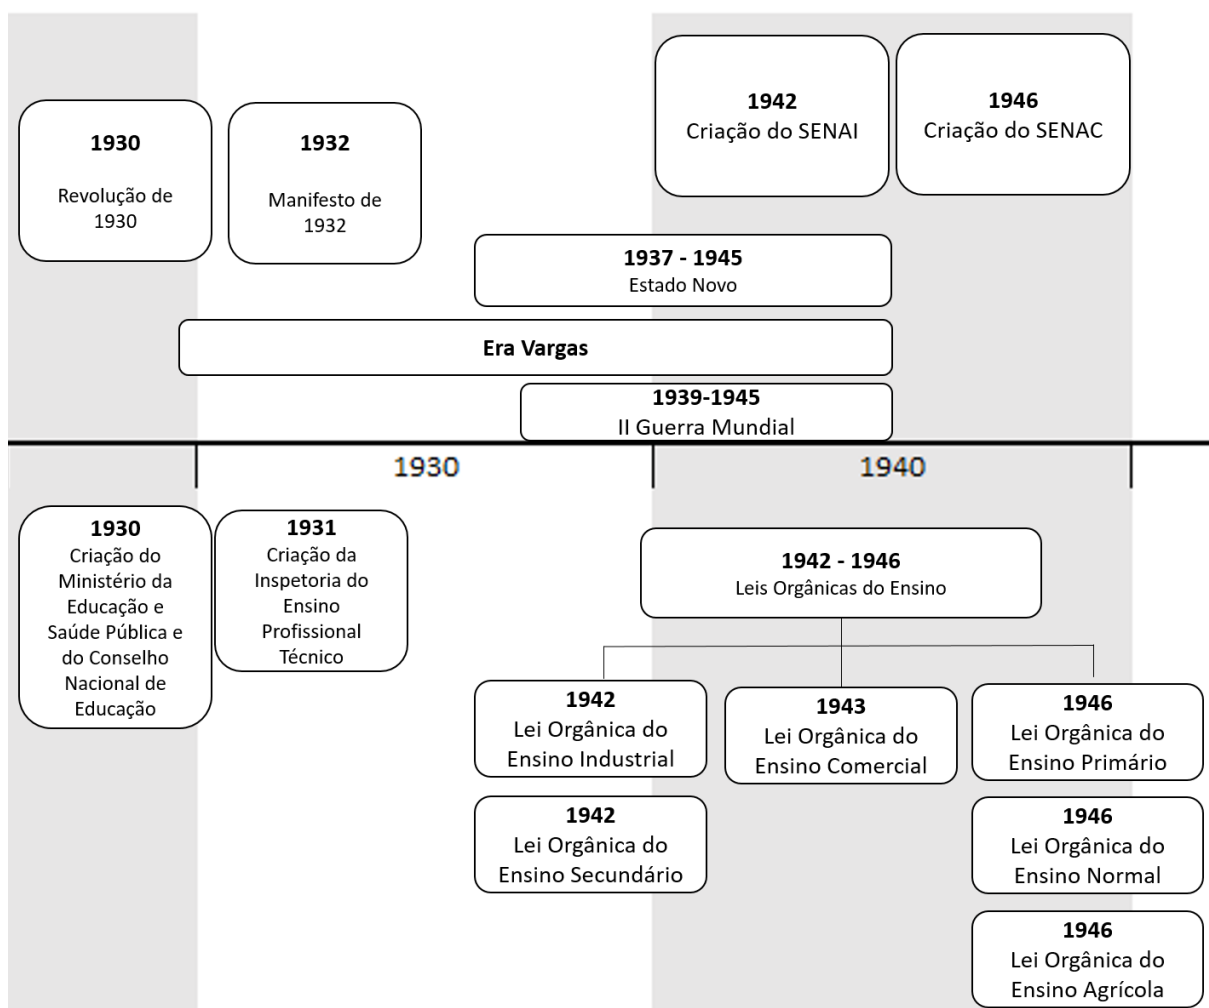 1942
Criação do SENAI
1946
Criação do SENAC
1930
Revolução de
1930
1932
Manifesto de
1932
1937 - 1945
Estado Novo
Era Vargas
1939-1945
II Guerra Mundial
1930
1940
1930
Criação do
Ministério da
Educação e
Saúde Pública e
do Conselho
Nacional de
Educação
1931
Criação da
Inspetoria do
Ensino
Profissional
Técnico
1942 - 1946
Leis Orgânicas do Ensino
1942
Lei Orgânica do
Ensino Industrial
1943
Lei Orgânica do
Ensino Comercial
1946
Lei Orgânica do
Ensino Primário
1942
Lei Orgânica do
Ensino Secundário
1946
Lei Orgânica do
Ensino Normal
1946
Lei Orgânica do
Ensino Agrícola